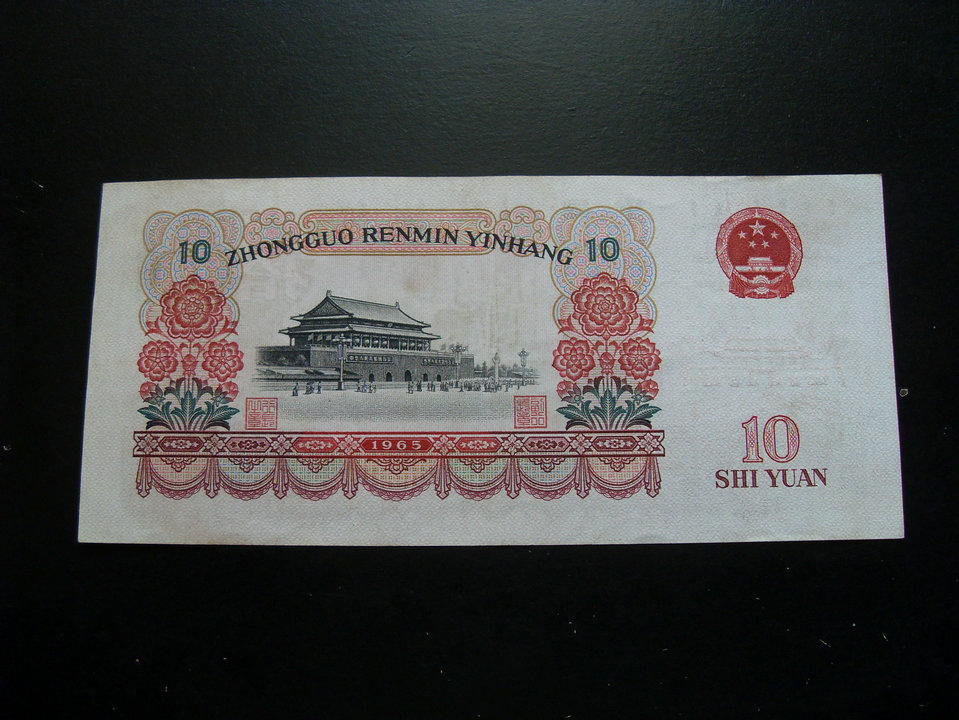 10 ZHONGGUO RENMIN YINHANG 10
1965
10
SHI YUAN